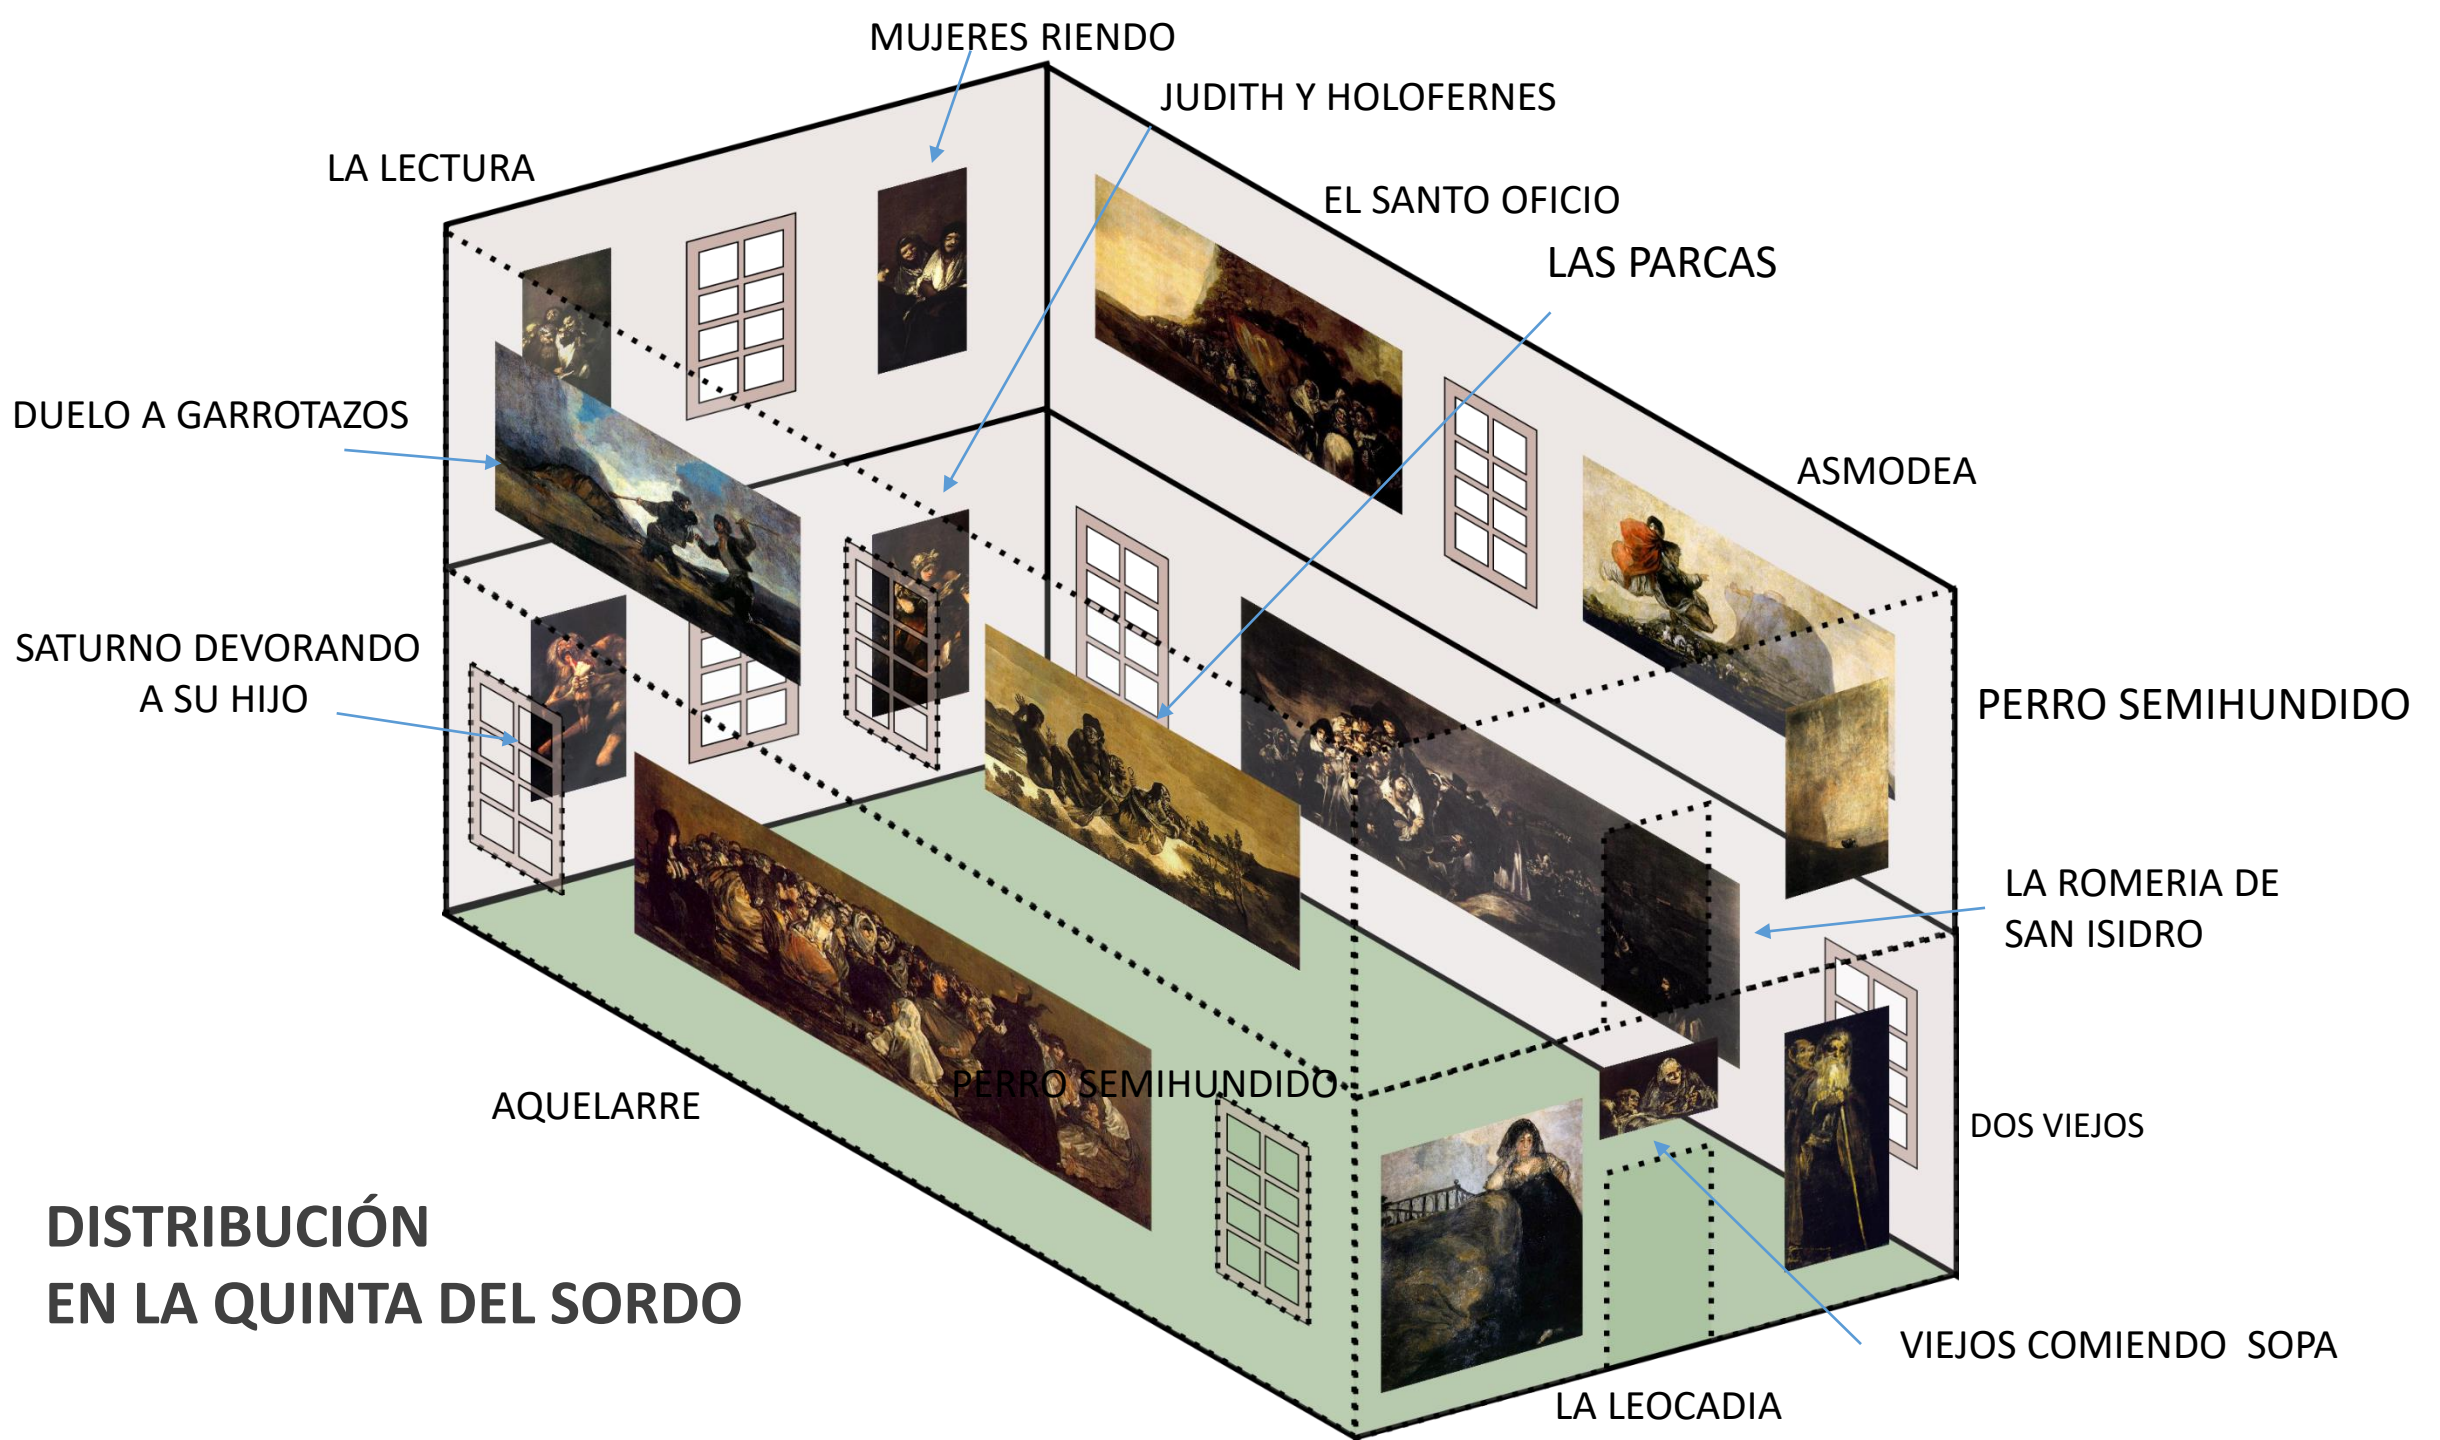 MUJERES RIENDO
JUDITH Y HOLOFERNES
LA LECTURA
EL SANTO OFICIO
LAS PARCAS
DUELO A GARROTAZOS
ASMODEA
SATURNO DEVORANDO
A SU HIJO
PERRO SEMIHUNDIDO
LA ROMERIA DE
SAN ISIDRO
PERRO SEMIHUNDIDO
AQUELARRE
DOS VIEJOS
DISTRIBUCIÓN
EN LA QUINTA DEL SORDO
VIEJOS COMIENDO  SOPA
LA LEOCADIA